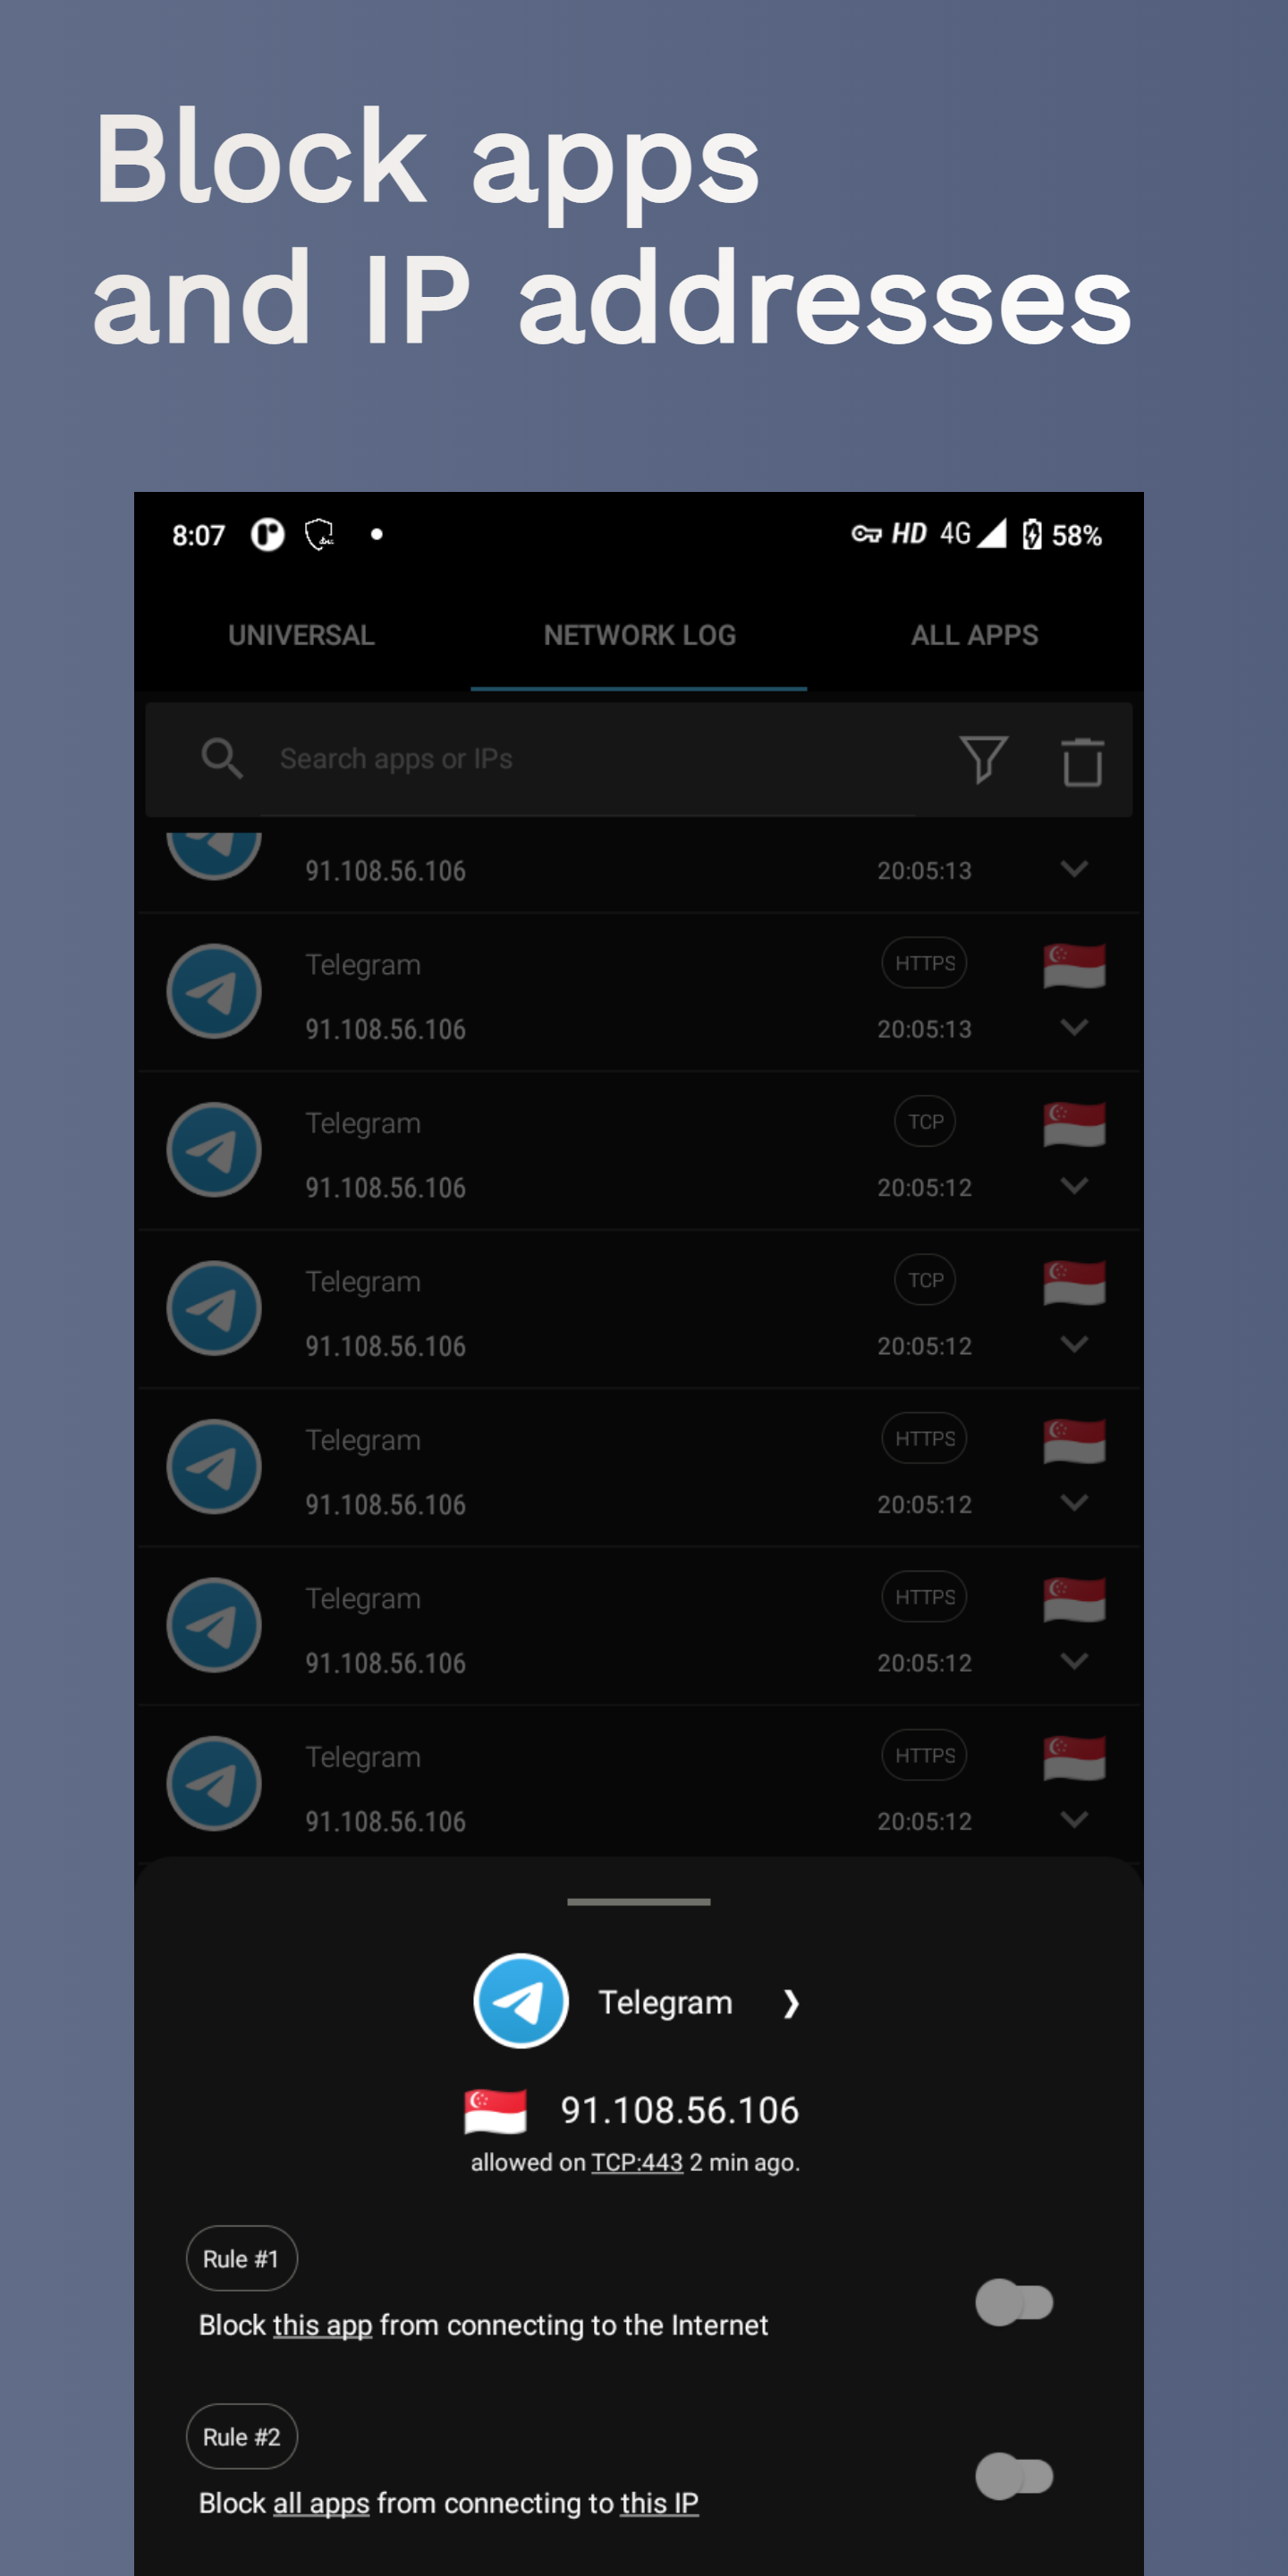 Block apps
and IP addresses
8:07 HD 4G 58%
UNIVERSAL NETWORK LOG ALL APPS
Search apps or IPs
91.108.56.106 20:05:13
Telegram HTTPS
91.108.56.106 20:05:13
Telegram TCP
91.108.56.106 20:05:12
Telegram TCP
91.108.56.106 20:05:12
Telegram HTTPS
91.108.56.106 20:05:12
Telegram HTTPS
91.108.56.106 20:05:12
Telegram HTTPS
91.108.56.106 20:05:12
Telegram ❯
91.108.56.106
allowed on TCP:443 2 min ago.
Rule #1
Block this app from connecting to the Internet
Rule #2
Block all apps from connecting to this IP